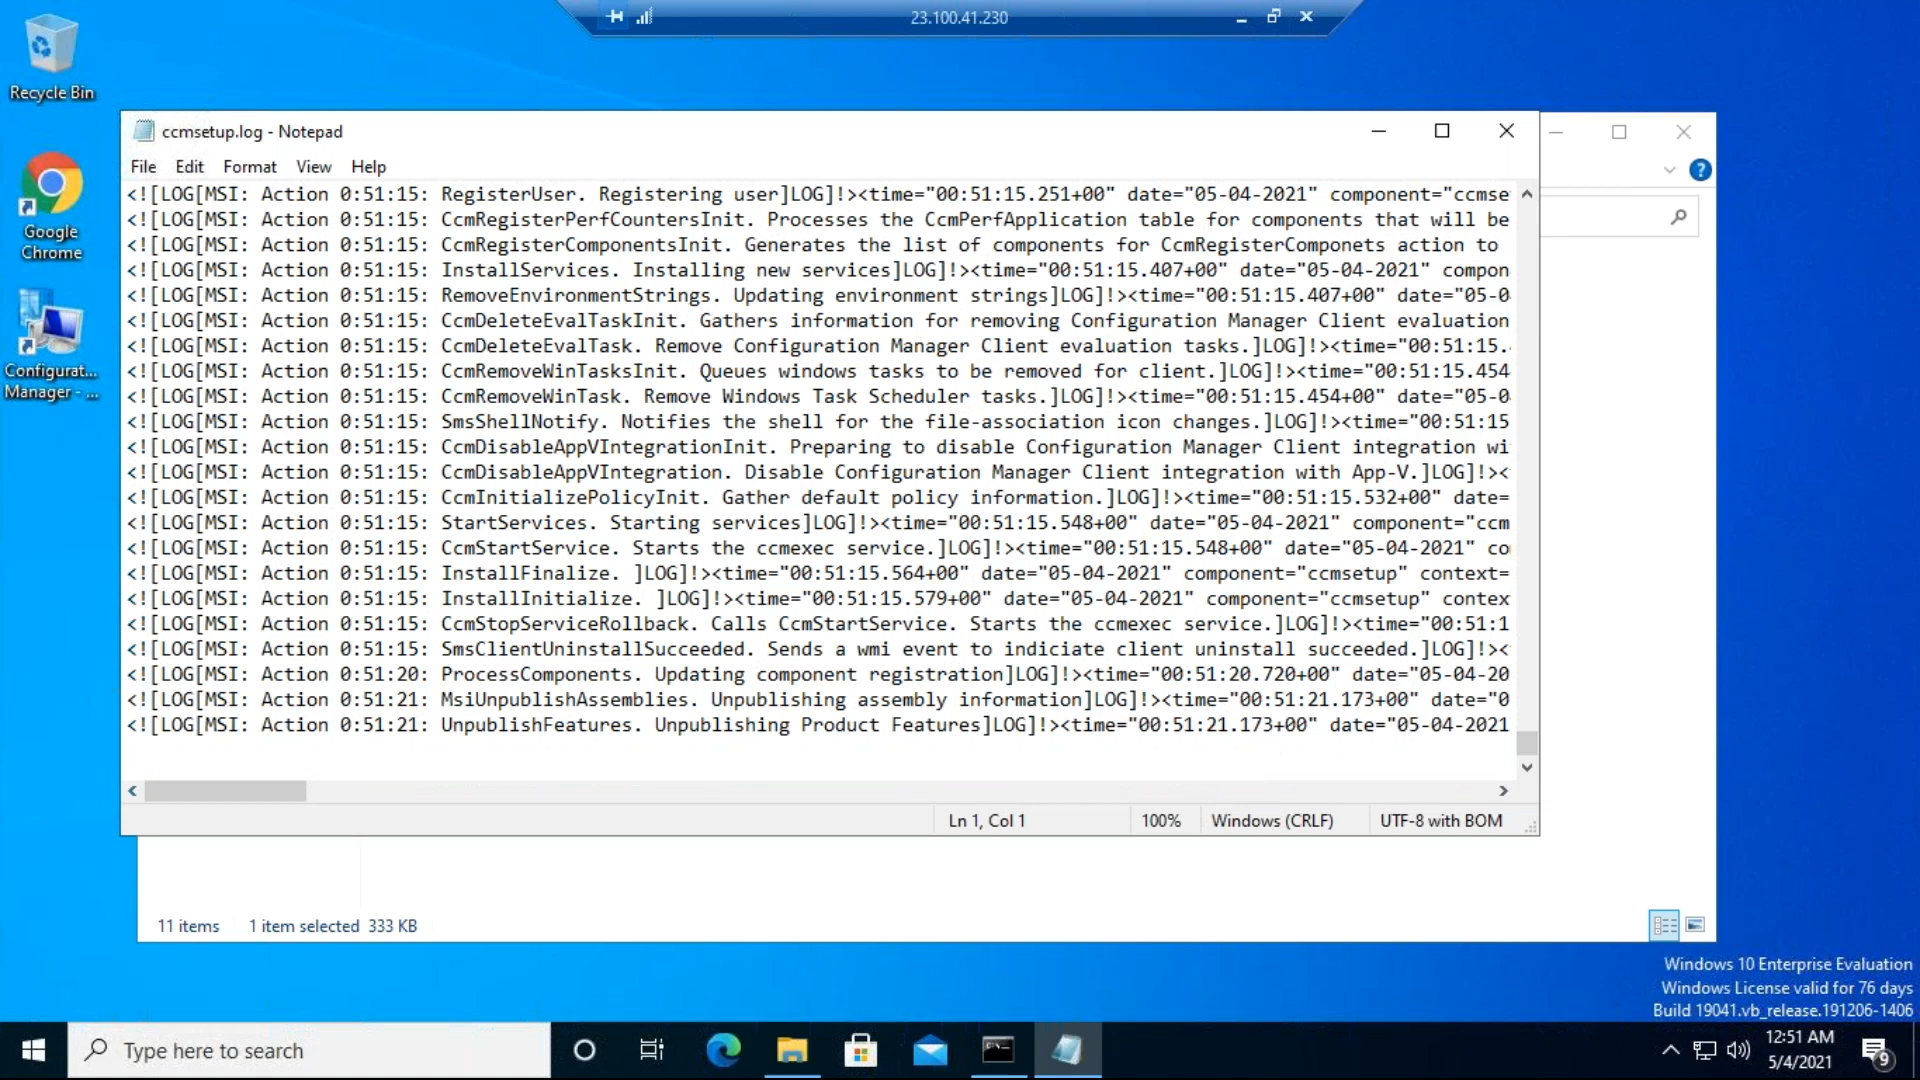 23.100.41.230
Recycle Bin
Google
Chrome
Configurat...
Manager - ...
ccmsetup.log - Notepad
File Edit Format View Help
<![LOG[MSI: Action 0:51:15: RegisterUser. Registering user]LOG]!><time="00:51:15.251+00" date="05-04-2021" component="ccmse
<![LOG[MSI: Action 0:51:15: CcmRegisterPerfCountersInit. Processes the CcmPerfApplication table for components that will be
<![LOG[MSI: Action 0:51:15: CcmRegisterComponentsInit. Generates the list of components for CcmRegisterComponets action to
<![LOG[MSI: Action 0:51:15: InstallServices. Installing new services]LOG]!><time="00:51:15.407+00" date="05-04-2021" compon
<![LOG[MSI: Action 0:51:15: RemoveEnvironmentStrings. Updating environment strings]LOG]!><time="00:51:15.407+00" date="05-0
<![LOG[MSI: Action 0:51:15: CcmDeleteEvalTaskInit. Gathers information for removing Configuration Manager Client evaluation
<![LOG[MSI: Action 0:51:15: CcmDeleteEvalTask. Remove Configuration Manager Client evaluation tasks.]LOG]!><time="00:51:15.
<![LOG[MSI: Action 0:51:15: CcmRemoveWinTasksInit. Queues windows tasks to be removed for client.]LOG]!><time="00:51:15.454
<![LOG[MSI: Action 0:51:15: CcmRemoveWinTask. Remove Windows Task Scheduler tasks.]LOG]!><time="00:51:15.454+00" date="05-0
<![LOG[MSI: Action 0:51:15: SmsShellNotify. Notifies the shell for the file-association icon changes.]LOG]!><time="00:51:15
<![LOG[MSI: Action 0:51:15: CcmDisableAppVIntegrationInit. Preparing to disable Configuration Manager Client integration wi
<![LOG[MSI: Action 0:51:15: CcmDisableAppVIntegration. Disable Configuration Manager Client integration with App-V.]LOG]!><
<![LOG[MSI: Action 0:51:15: CcmInitializePolicyInit. Gather default policy information.]LOG]!><time="00:51:15.532+00" date=
<![LOG[MSI: Action 0:51:15: StartServices. Starting services]LOG]!><time="00:51:15.548+00" date="05-04-2021" component="ccm
<![LOG[MSI: Action 0:51:15: CcmStartService. Starts the ccmexec service.]LOG]!><time="00:51:15.548+00" date="05-04-2021" co
<![LOG[MSI: Action 0:51:15: InstallFinalize. ]LOG]!><time="00:51:15.564+00" date="05-04-2021" component="ccmsetup" context=
<![LOG[MSI: Action 0:51:15: InstallInitialize. ]LOG]!><time="00:51:15.579+00" date="05-04-2021" component="ccmsetup" contex
<![LOG[MSI: Action 0:51:15: CcmStopServiceRollback. Calls CcmStartService. Starts the ccmexec service.]LOG]!><time="00:51:1
<![LOG[MSI: Action 0:51:15: SmsClientUninstallSucceeded. Sends a wmi event to indiciate client uninstall succeeded.]LOG]!><
<![LOG[MSI: Action 0:51:20: ProcessComponents. Updating component registration]LOG]!><time="00:51:20.720+00" date="05-04-20
<![LOG[MSI: Action 0:51:21: MsiUnpublishAssemblies. Unpublishing assembly information]LOG]!><time="00:51:21.173+00" date="0
<![LOG[MSI: Action 0:51:21: UnpublishFeatures. Unpublishing Product Features]LOG]!><time="00:51:21.173+00" date="05-04-2021
Ln 1, Col 1 100% Windows (CRLF) UTF-8 with BOM
11 items 1 item selected 333 KB
Windows 10 Enterprise Evaluation
Windows License valid for 76 days
Build 19041.vb_release.191206-1406
Type here to search
12:51 AM
5/4/2021
9